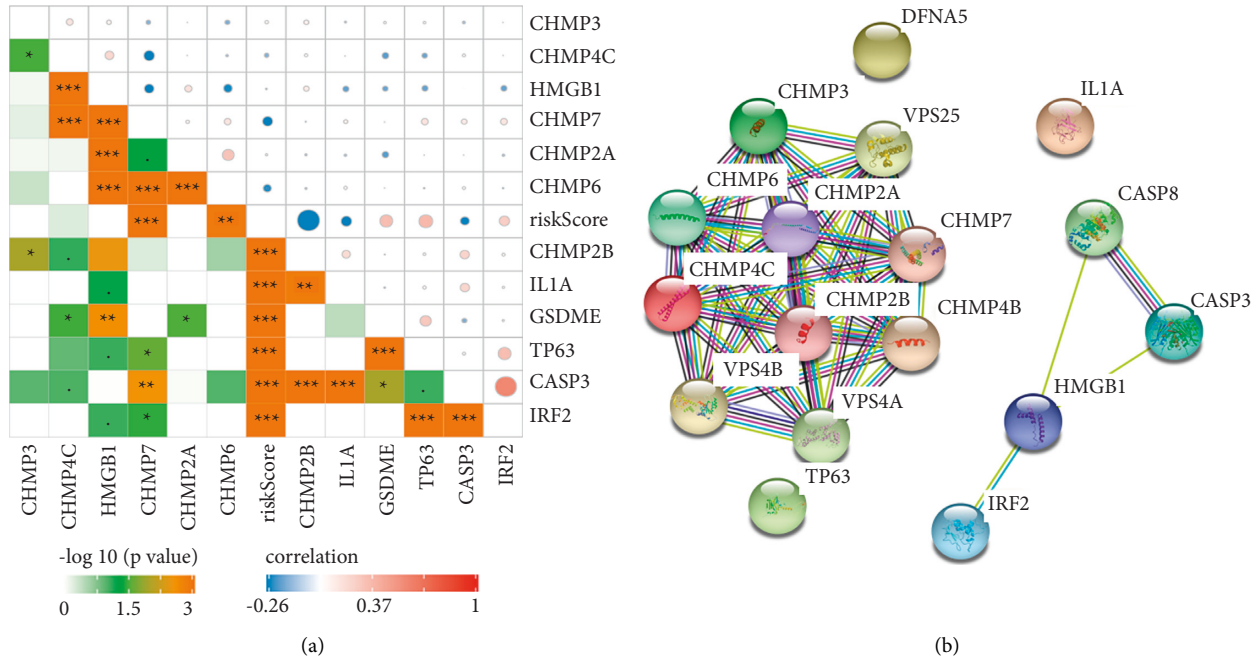 CHMP3
CHMP4C
*
HMGB1
***
CHMP7
*** ***
CHMP2A
*** .
CHMP6
*** *** ***
riskScore
*** **
CHMP2B
* . ***
IL1A
. *** **
GSDME
* ** * ***
TP63
. * *** ***
CASP3
. ** *** *** *** * .
IRF2
. * *** *** ***
CHMP3
CHMP4C
HMGB1
CHMP7
CHMP2A
CHMP6
riskScore
CHMP2B
IL1A
GSDME
TP63
CASP3
IRF2
-log 10 (p value)
0 1.5 3
correlation
-0.26 0.37 1
(a)
DFNA5
CHMP3
IL1A
VPS25
CHMP6
CHMP2A
CASP8
CHMP7
CHMP4C
CHMP2B
CHMP4B
CASP3
VPS4B
VPS4A
HMGB1
TP63
IRF2
(b)